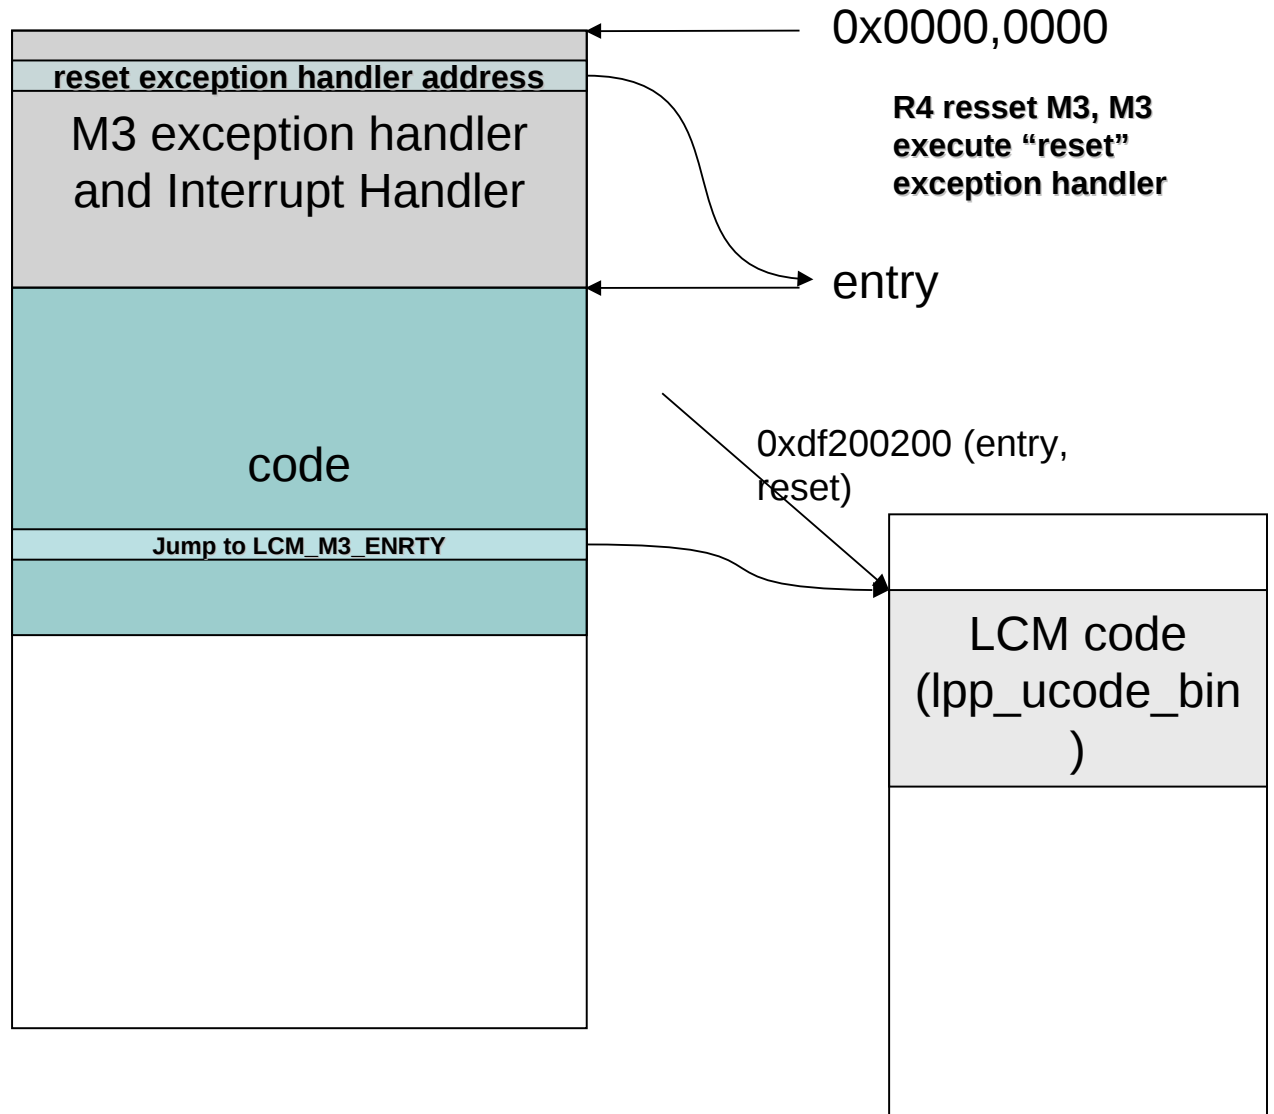 0x0000,0000
reset exception handler address
M3 exception handler
and Interrupt Handler
R4 resset M3, M3
execute “reset”
exception handler
entry
code
0xdf200200 (entry,
reset)
Jump to LCM_M3_ENRTY
LCM code
(lpp_ucode_bin
)